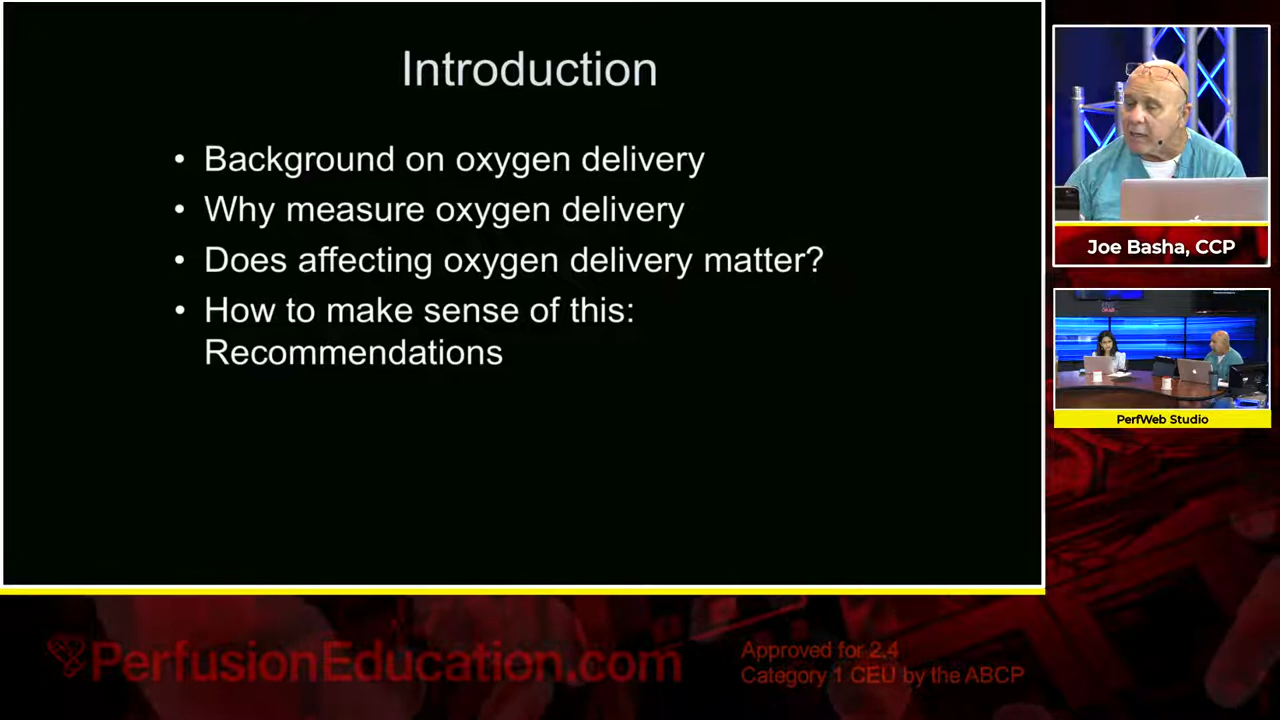 Introduction
• Background on oxygen delivery
• Why measure oxygen delivery
• Does affecting oxygen delivery matter?
• How to make sense of this:
Recommendations
Joe Basha, CCP
PerfWeb Studio
PerfusionEducation.com
Approved for 2.4
Category 1 CEU by the ABCP